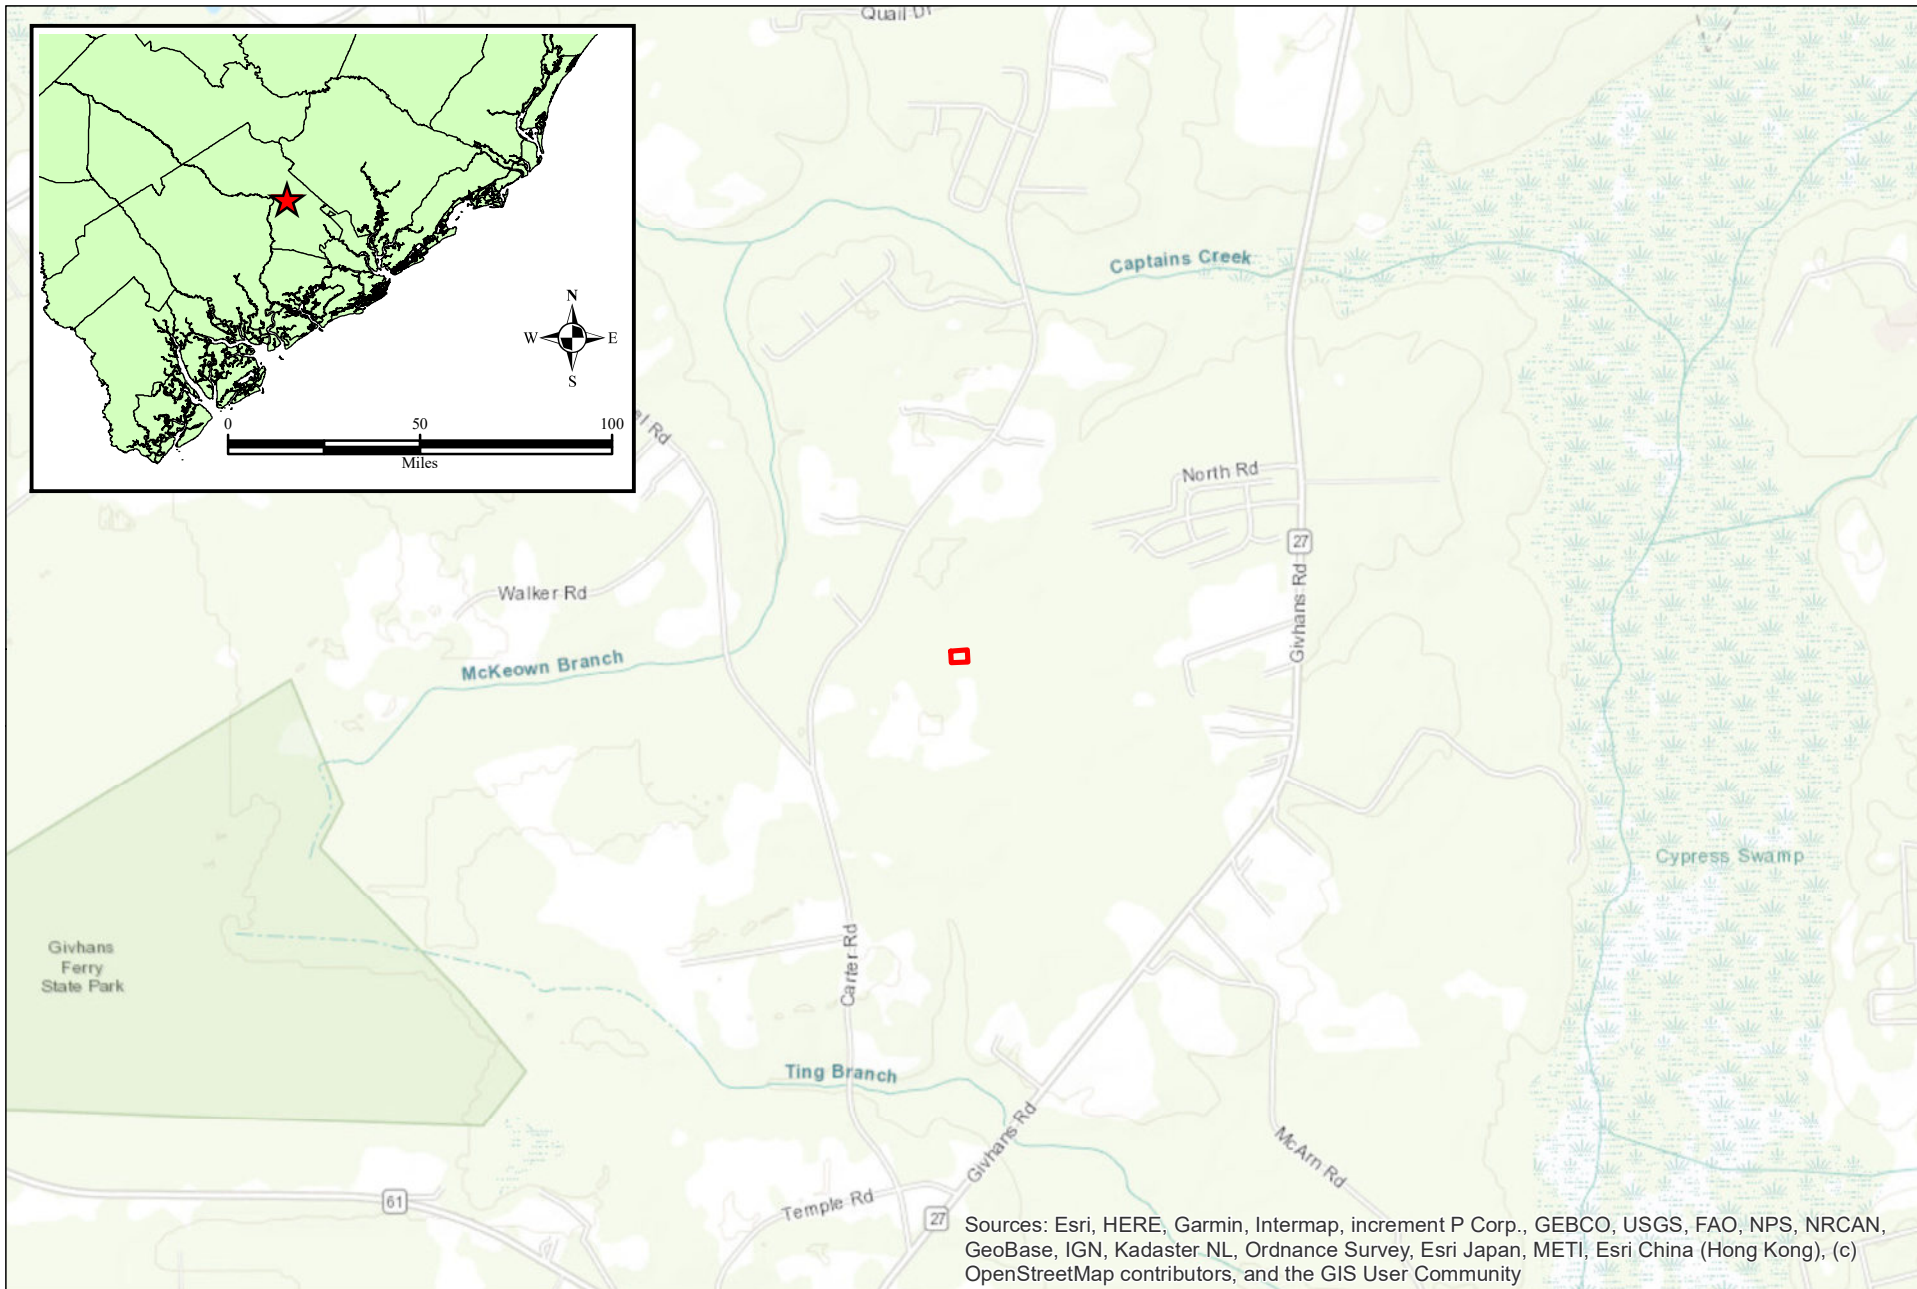 Quail Dr
N
W
E
S
0
50
100
Miles
Captains Creek
el Rd
North Rd
27
Givhans Rd
Walker Rd
McKeown Branch
Cypress Swamp
Givhans
Ferry
State Park
Carter Rd
Ting Branch
Givhans Rd
McArn Rd
61
Temple Rd
27
Sources: Esri, HERE, Garmin, Intermap, increment P Corp., GEBCO, USGS, FAO, NPS, NRCAN,
GeoBase, IGN, Kadaster NL, Ordnance Survey, Esri Japan, METI, Esri China (Hong Kong), (c)
OpenStreetMap contributors, and the GIS User Community